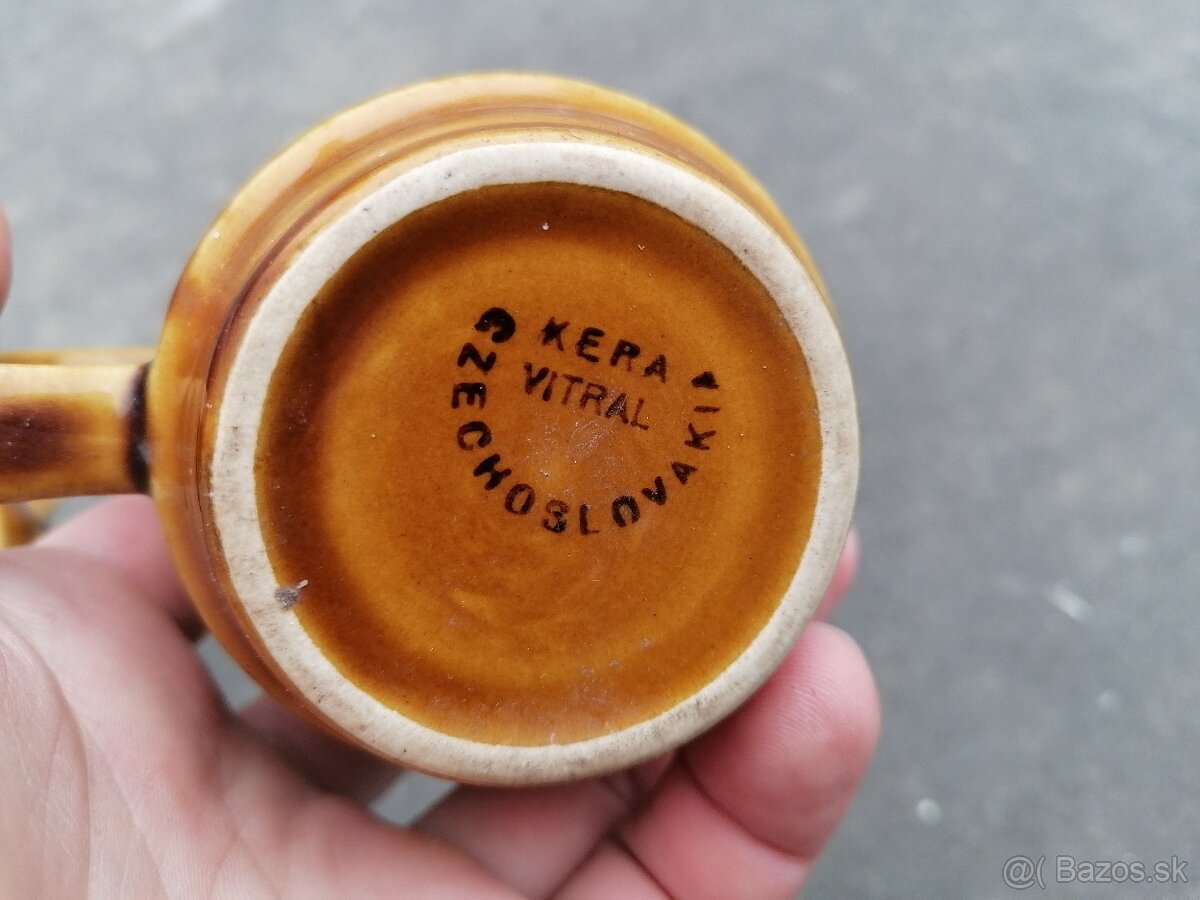 KERA
VITRAL
CZECHOSLOVAKIA
@( Bazos.sk